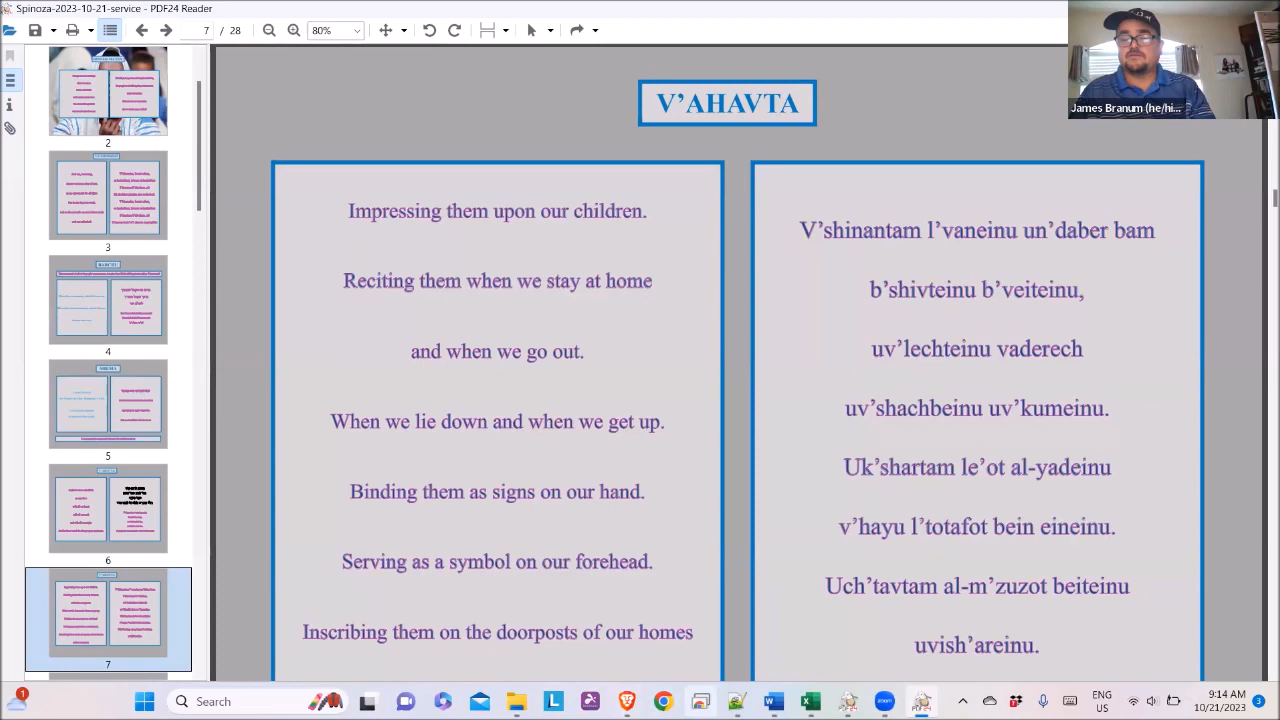 Spinoza-2023-10-21-service - PDF24 Reader
7 / 28
80%
James Branum (he/hi...
2
3
4
5
6
7
V’AHAVTA
Impressing them upon our children.
Reciting them when we stay at home
and when we go out.
When we lie down and when we get up.
Binding them as signs on our hand.
Serving as a symbol on our forehead.
Inscribing them on the doorposts of our homes
V’shinantam l’vaneinu un’daber bam
b’shivteinu b’veiteinu,
uv’lechteinu vaderech
uv’shachbeinu uv’kumeinu.
Uk’shartam le’ot al-yadeinu
v’hayu l’totafot bein eineinu.
Uch’tavtam al-m’zuzot beiteinu
uvish’areinu.
1
Search
zoom
ENG
US
9:14 AM
10/21/2023
3